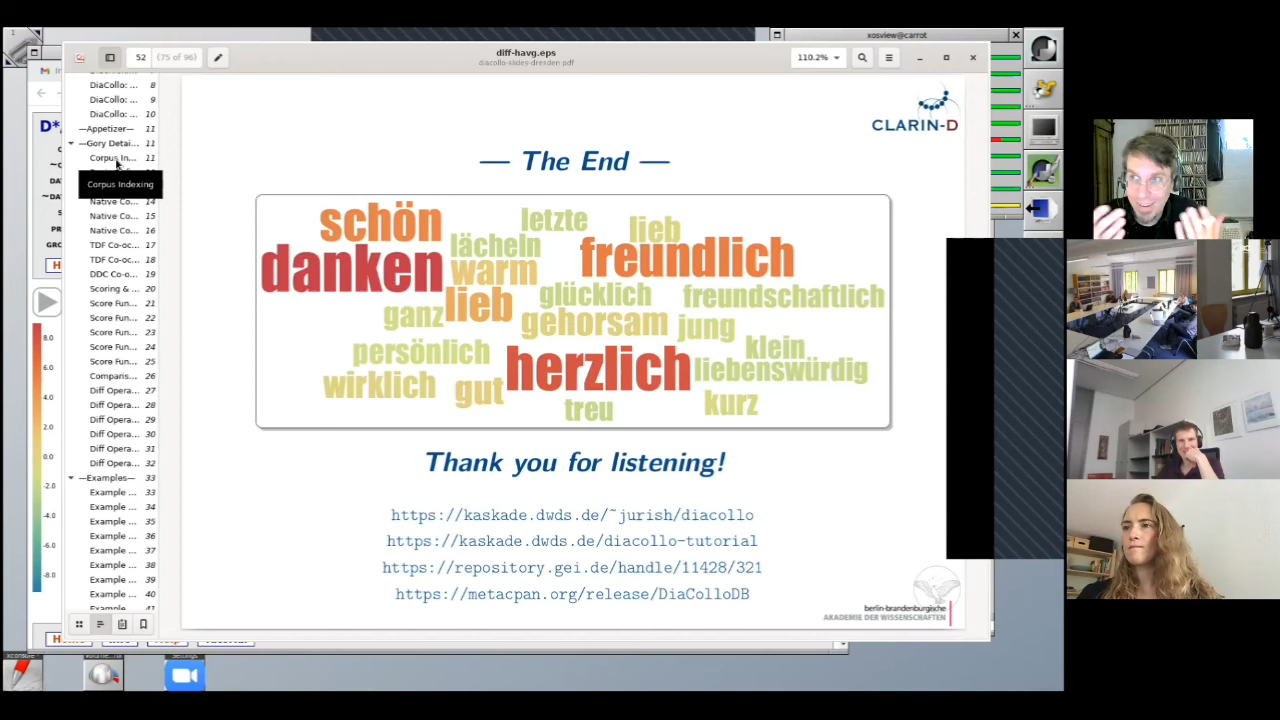 xosview@carrot
diff-havg.eps
diacollo-slides-dresden pdf
52 (75 of 96)
110.2%
DiaCollo: ... 8
DiaCollo: ... 9
DiaCollo: ... 10
—Appetizer— 11
—Gory Detai... 11
Corpus In... 11
Corpus Indexing
Native Co... 14
Native Co... 15
Native Co... 16
TDF Co-oc... 17
TDF Co-oc... 18
DDC Co-o... 19
Scoring & ... 20
Score Fun... 21
Score Fun... 22
Score Fun... 23
Score Fun... 24
Score Fun... 25
Comparis... 26
Diff Opera... 27
Diff Opera... 28
Diff Opera... 29
Diff Opera... 30
Diff Opera... 31
Diff Opera... 32
—Examples— 33
Example ... 33
Example ... 34
Example ... 35
Example ... 36
Example ... 37
Example ... 38
Example ... 39
Example ... 40
8.0
6.0
4.0
2.0
0.0
-2.0
-4.0
-6.0
-8.0
CLARIN-D
— The End —
schön
letzte
lieb
lächeln
danken
warm
freundlich
lieb
glücklich
freundschaftlich
ganz
gehorsam
jung
persönlich
herzlich
klein
liebenswürdig
wirklich
gut
treu
kurz
Thank you for listening!
https://kaskade.dwds.de/~jurish/diacollo
https://kaskade.dwds.de/diacollo-tutorial
https://repository.gei.de/handle/11428/321
https://metacpan.org/release/DiaColloDB
berlin-brandenburgische
AKADEMIE DER WISSENSCHAFTEN